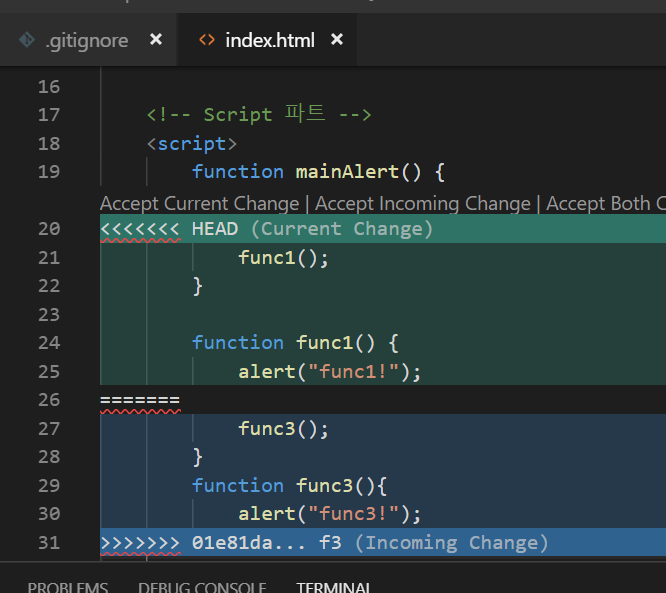 .gitignore × <> index.html ×
16
17 <!-- Script 파트 -->
18 <script>
19 function mainAlert() {
Accept Current Change | Accept Incoming Change | Accept Both C
20 <<<<<<< HEAD (Current Change)
21 func1();
22 }
23
24 function func1() {
25 alert("func1!");
26 =======
27 func3();
28 }
29 function func3(){
30 alert("func3!");
31 >>>>>>> 01e81da... f3 (Incoming Change)
PROBLEMS DEBUG CONSOLE TERMINAL